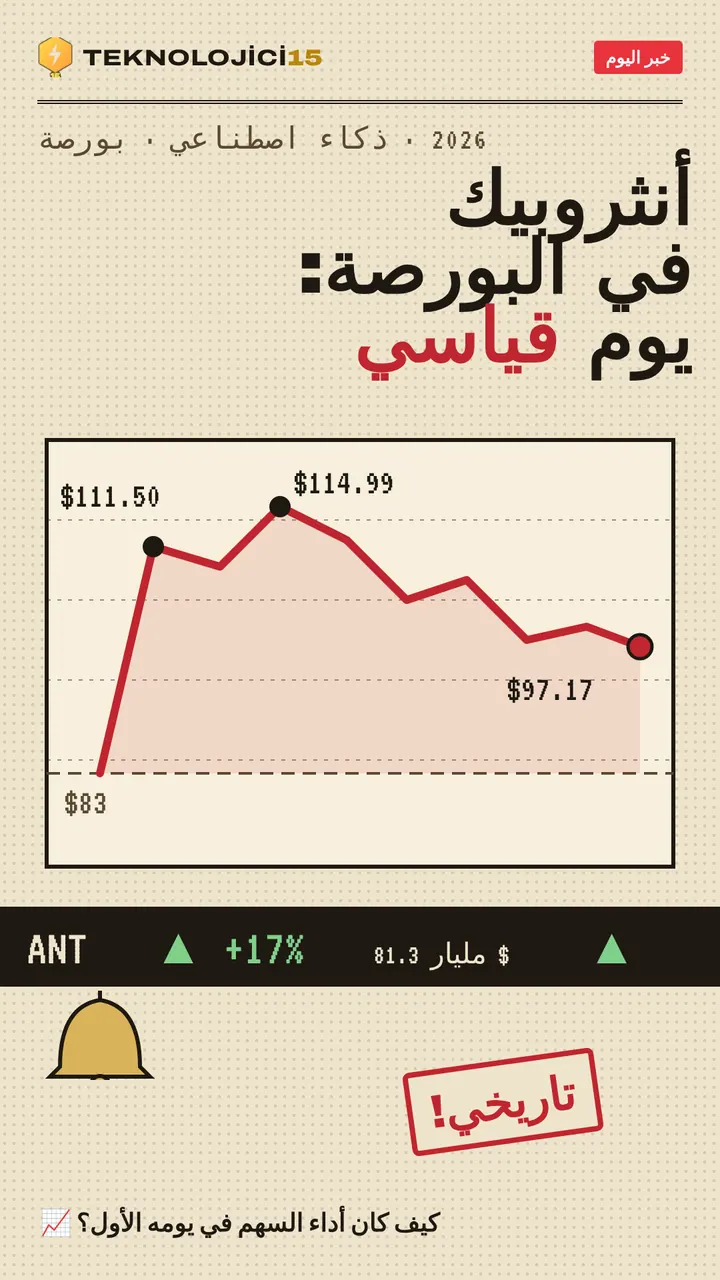 TEKNOLOJİCİ15
خبر اليوم
2026 · ذكاء اصطناعي · بورصة
أنثروبيك
في البورصة:
يوم قياسي
$111.50
$114.99
$97.17
$83
ANT ▲ +17% 81.3 مليار $ ▲
تاريخي!
كيف كان أداء السهم في يومه الأول؟ 📈